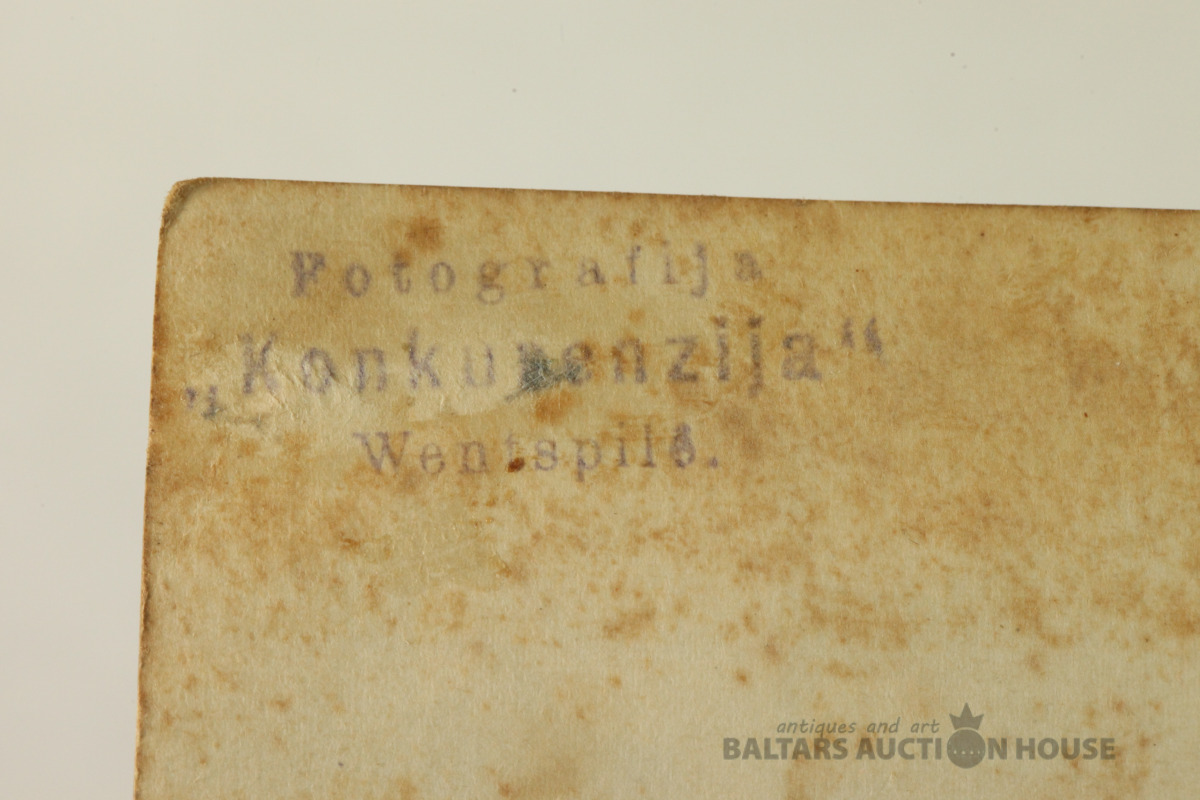 Fotografija
„Konkurenzija“
Wentspilś.
antiques and art
BALTARS AUCTION HOUSE